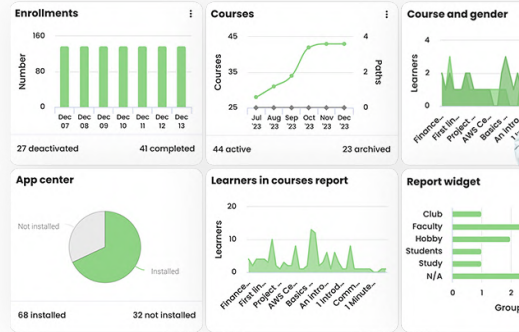 Enrollments
Number
160
80
0
Dec 07
Dec 08
Dec 09
Dec 10
Dec 11
Dec 12
Dec 13
27 deactivated
41 completed
Courses
Courses
45
35
25
Paths
4
2
0
Jul '23
Aug '23
Sep '23
Oct '23
Nov '23
Dec '23
44 active
23 archived
Course and gender
Learners
4
2
0
Finance...
First lin...
Project ...
AWS Ce...
Basics ...
An intro...
App center
Not installed
Installed
68 installed
32 not installed
Learners in courses report
Learners
20
10
0
Finance...
First lin...
Project ...
AWS Ce...
Basics ...
An intro...
1 Introd...
Comm...
1 Minute...
Report widget
Club
Faculty
Hobby
Students
Study
N/A
0
1
2
Group